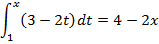 ∫₁ˣ (3 − 2t) dt = 4 − 2x